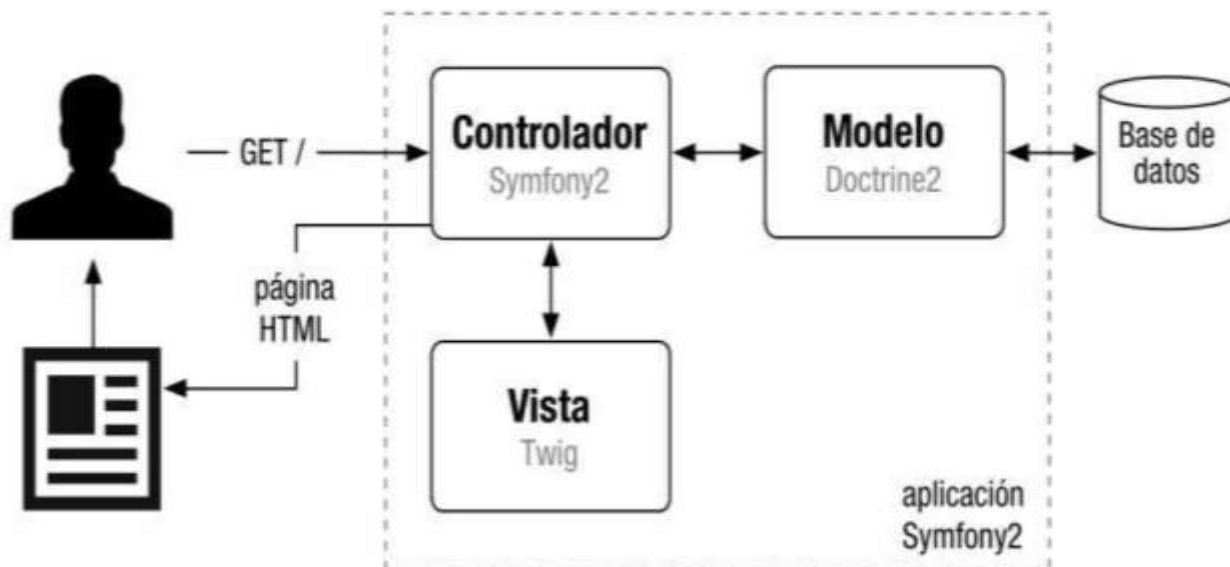 GET /
Controlador
Symfony2
Modelo
Doctrine2
Base de
datos
página
HTML
Vista
Twig
aplicación
Symfony2